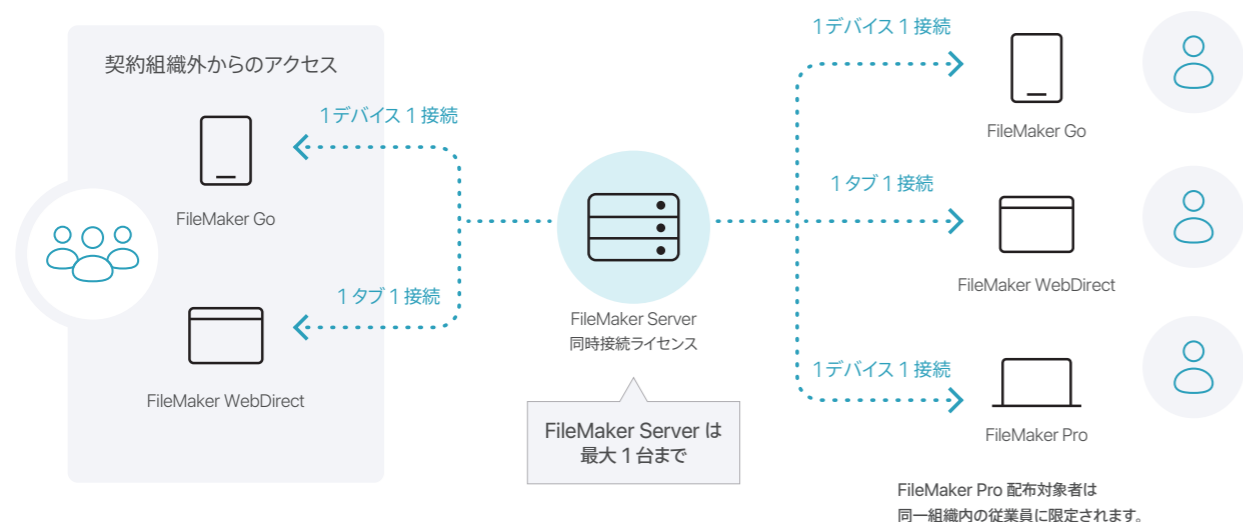 契約組織外からのアクセス
1デバイス 1 接続
FileMaker Go
1 タブ 1 接続
FileMaker WebDirect
FileMaker Server
同時接続ライセンス
FileMaker Server は
最大 1 台まで
1デバイス 1 接続
FileMaker Go
1 タブ 1 接続
FileMaker WebDirect
1デバイス 1 接続
FileMaker Pro
FileMaker Pro 配布対象者は
同一組織内の従業員に限定されます。